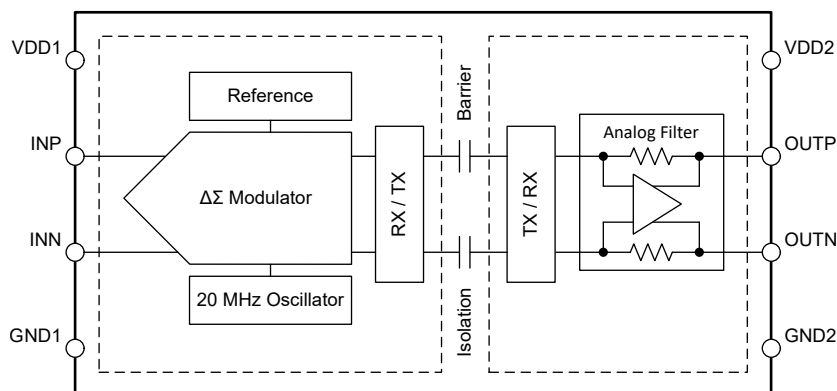 VDD1
VDD2
Reference
Barrier
Analog Filter
INP
OUTP
ΔΣ Modulator
RX / TX
TX / RX
INN
OUTN
20 MHz Oscillator
Isolation
GND1
GND2